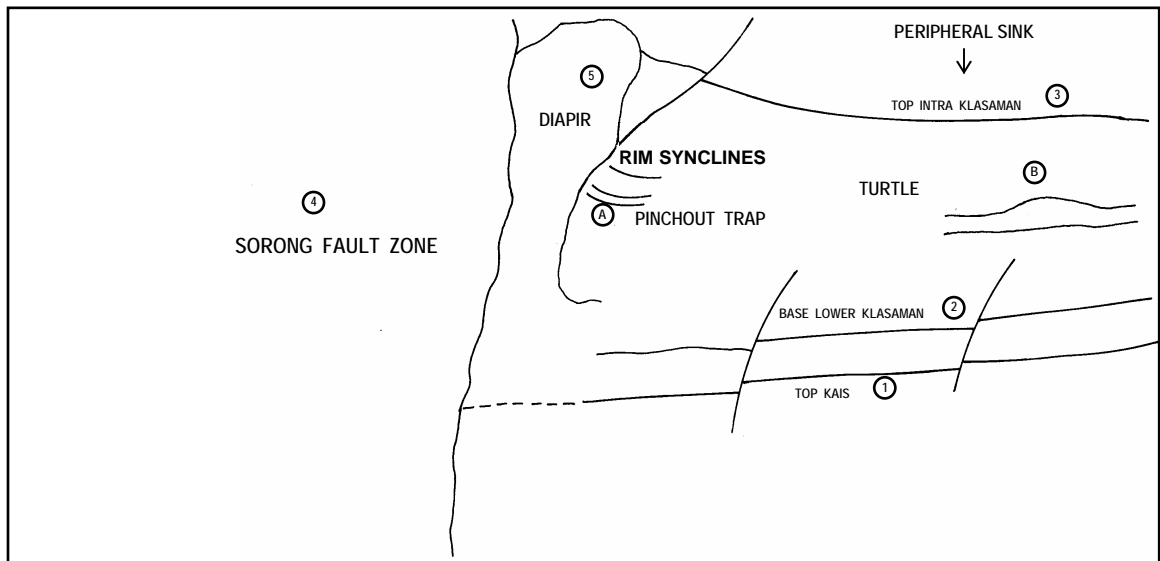 PERIPHERAL SINK
5
TOP INTRA KLASAMAN 3
DIAPIR
RIM SYNCLINES
TURTLE B
4
A PINCHOUT TRAP
SORONG FAULT ZONE
BASE LOWER KLASAMAN 2
TOP KAIS 1